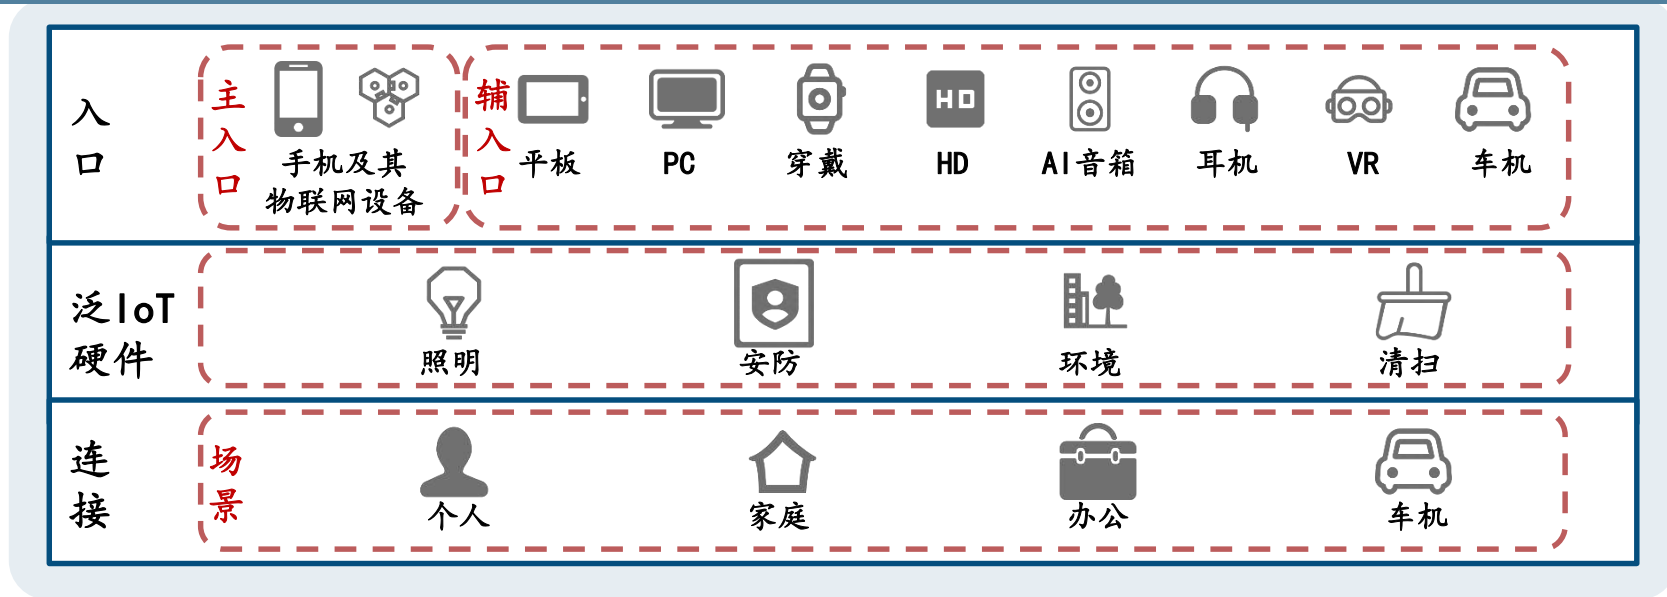 入
口
主
入
口
手机及其
物联网设备
辅
入
口
平板
PC
穿戴
HD
HD
AI音箱
耳机
VR
车机
泛IoT
硬件
照明
安防
环境
清扫
连
接
场
景
个人
家庭
办公
车机